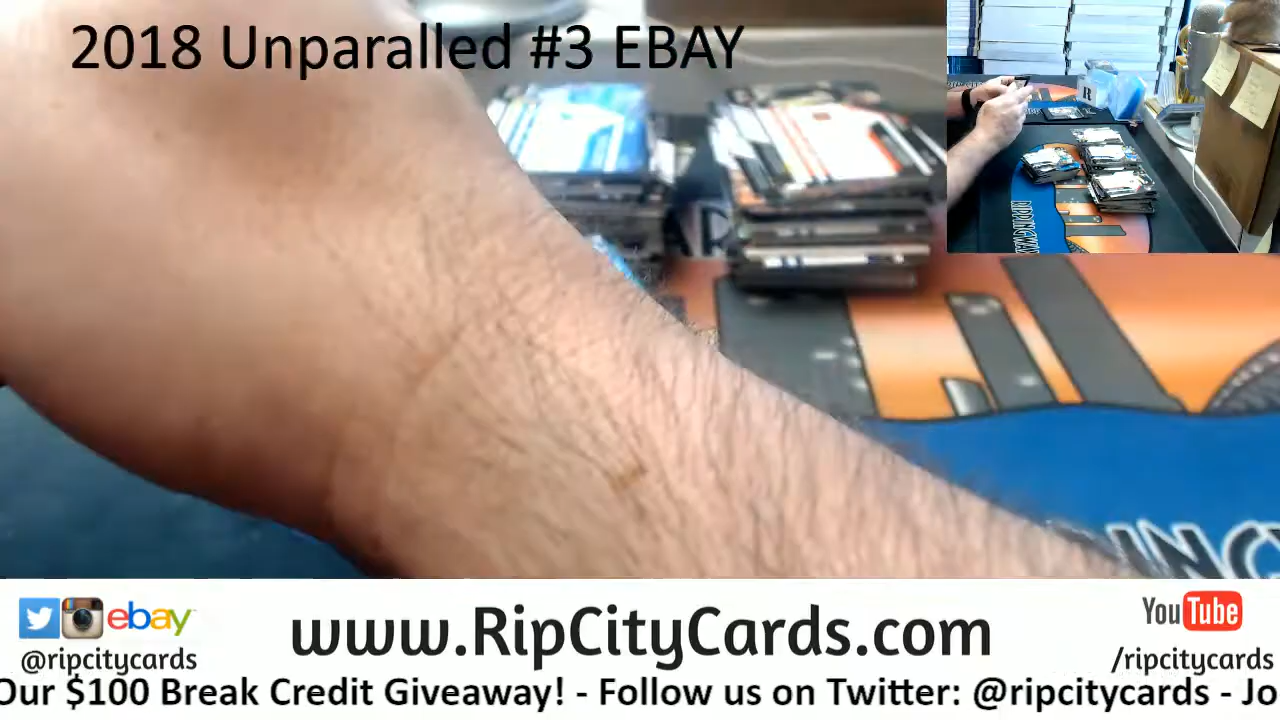 2018 Unparalled #3 EBAY
ebay
@ripcitycards
www.RipCityCards.com
YouTube
/ripcitycards
Our $100 Break Credit Giveaway! - Follow us on Twitter: @ripcitycards - Jo